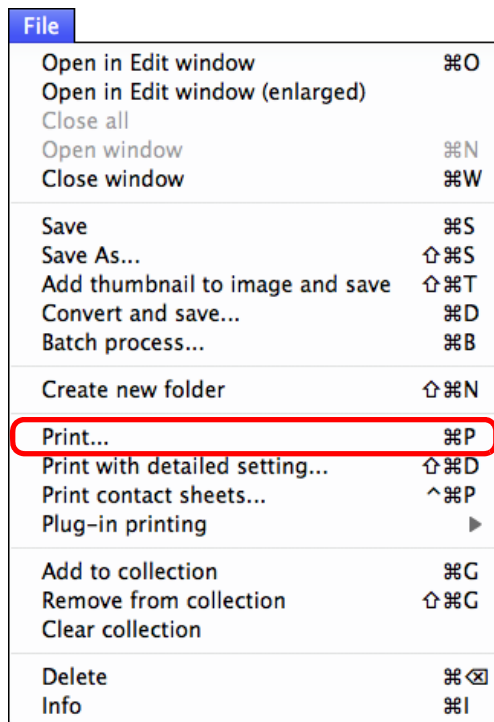 File
Open in Edit window ⌘O
Open in Edit window (enlarged)
Close all
Open window ⌘N
Close window ⌘W
Save ⌘S
Save As... ⇧⌘S
Add thumbnail to image and save ⇧⌘T
Convert and save... ⌘D
Batch process... ⌘B
Create new folder ⇧⌘N
Print... ⌘P
Print with detailed setting... ⇧⌘D
Print contact sheets... ^⌘P
Plug-in printing ▶
Add to collection ⌘G
Remove from collection ⇧⌘G
Clear collection
Delete ⌘⌫
Info ⌘I